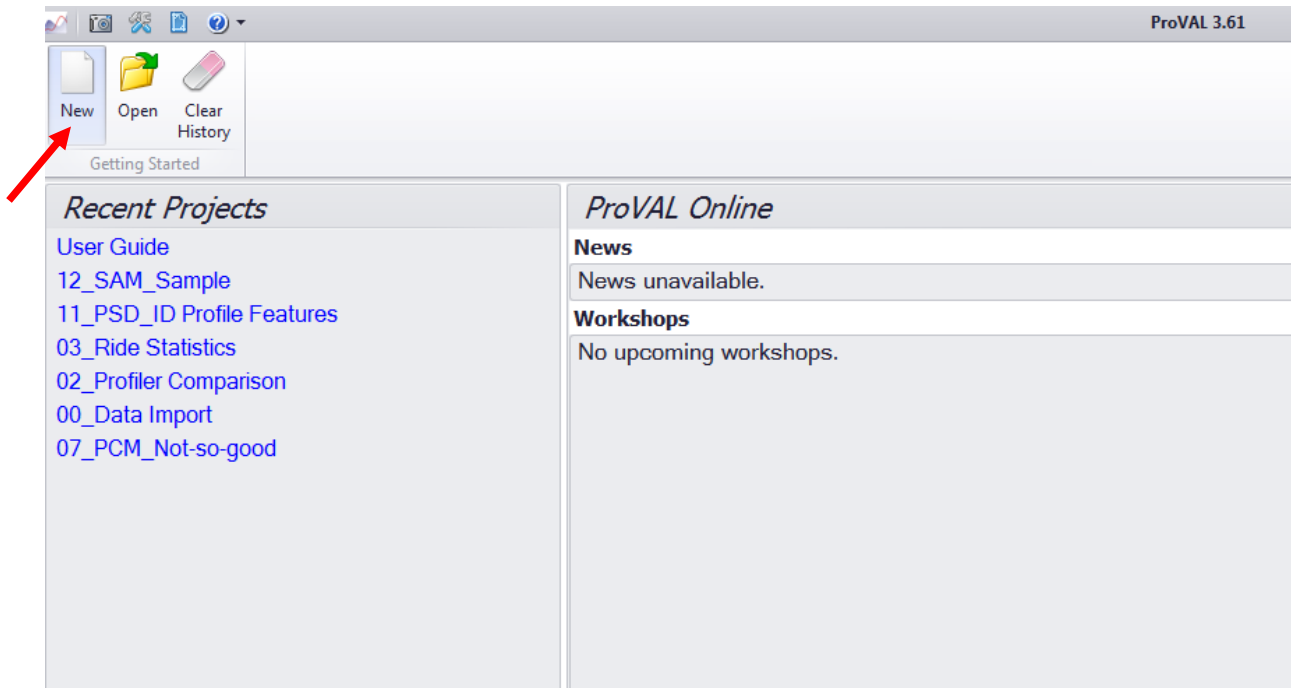 ProVAL 3.61
New
Open
Clear
History
Getting Started
Recent Projects
User Guide
12_SAM_Sample
11_PSD_ID Profile Features
03_Ride Statistics
02_Profiler Comparison
00_Data Import
07_PCM_Not-so-good
ProVAL Online
News
News unavailable.
Workshops
No upcoming workshops.